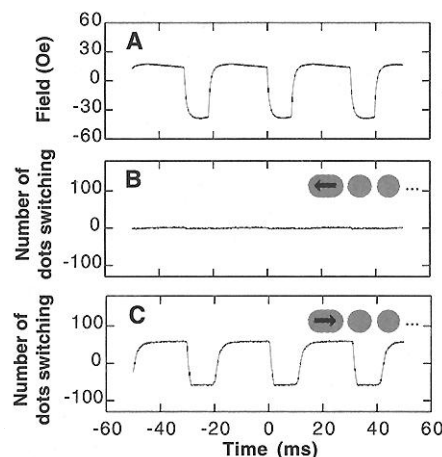 A
Field (Oe)
60
30
0
-30
-60
B
Number of
dots switching
100
0
-100
...
C
Number of
dots switching
100
0
-100
...
-60 -40 -20 0 20 40 60
Time (ms)